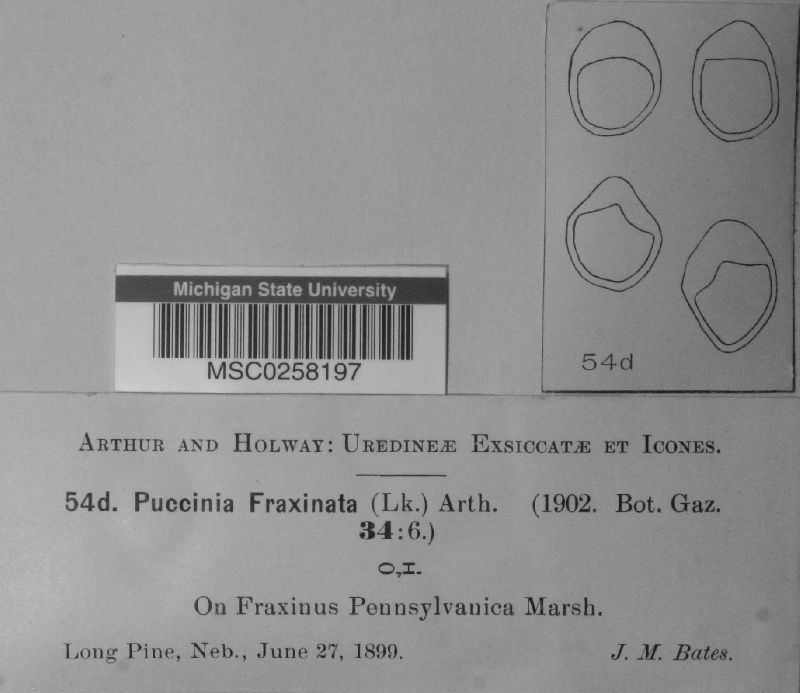 54d
Michigan State University
MSC0258197
ARTHUR AND HOLWAY: UREDINEÆ EXSICCATÆ ET ICONES.
54d. Puccinia Fraxinata (Lk.) Arth. (1902. Bot. Gaz.
34:6.)
O,I.
On Fraxinus Pennsylvanica Marsh.
Long Pine, Neb., June 27, 1899. J. M. Bates.